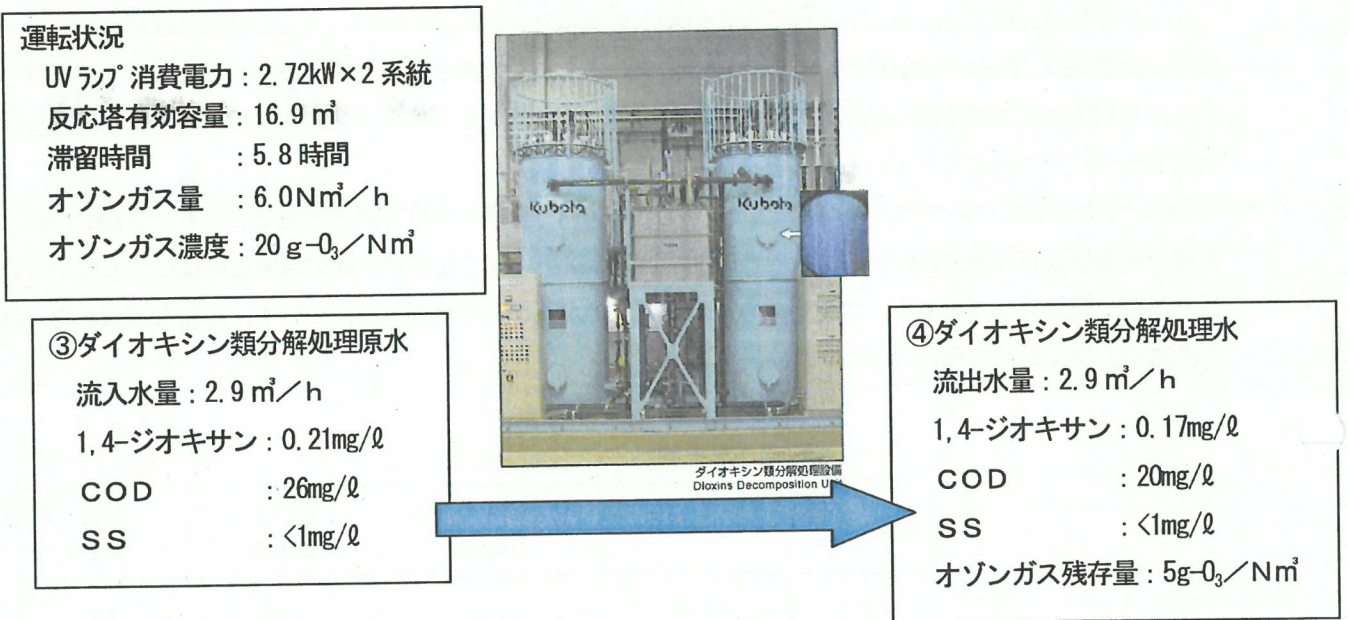 運転状況
UVランプ消費電力：2.72kW×2系統
反応塔有効容量：16.9㎥
滞留時間　　：5.8時間
オゾンガス量　：6.0N㎥／h
オゾンガス濃度：20g-O₃／N㎥
Kubota
Kubota
ダイオキシン類分解処理設備
Dioxins Decomposition
③ダイオキシン類分解処理原水
流入水量：2.9㎥／h
1,4-ジオキサン：0.21mg/ℓ
ＣＯＤ　　：26mg/ℓ
ＳＳ　　：<1mg/ℓ
④ダイオキシン類分解処理水
流出水量：2.9㎥／h
1,4-ジオキサン：0.17mg/ℓ
ＣＯＤ　　：20mg/ℓ
ＳＳ　　：<1mg/ℓ
オゾンガス残存量：5g-O₃／N㎥